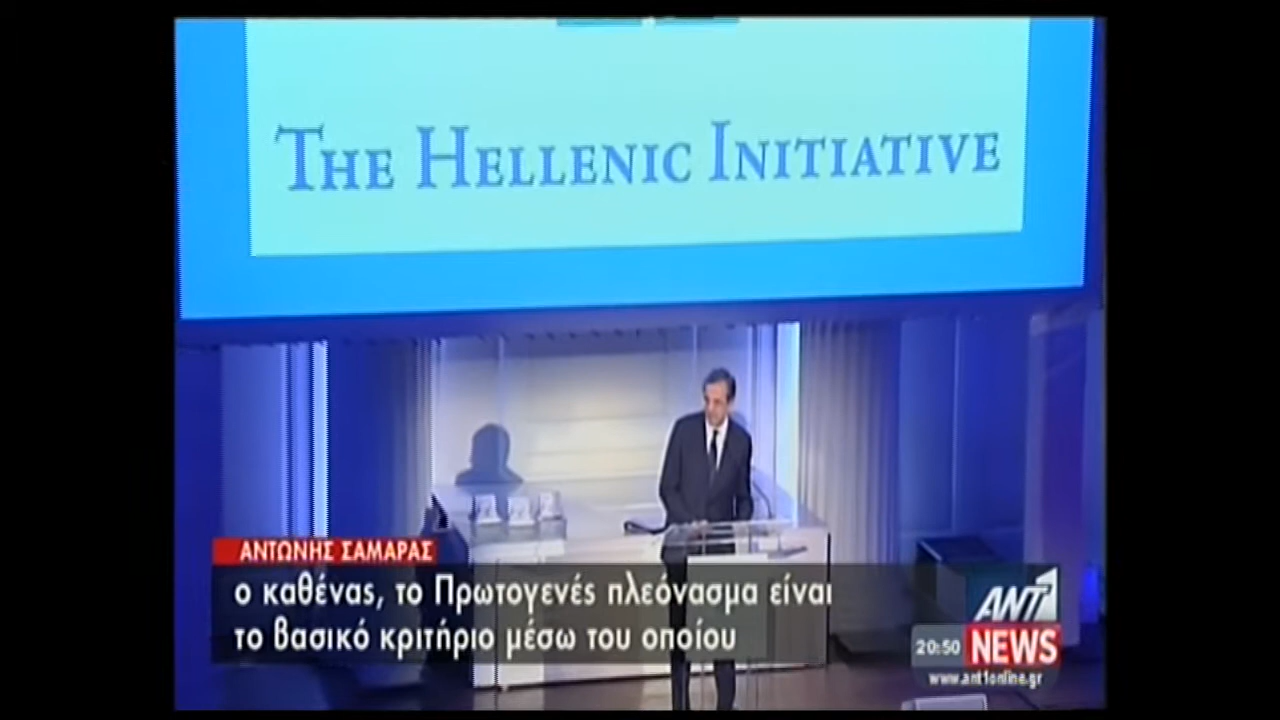 THE HELLENIC INITIATIVE
ΑΝΤΩΝΗΣ ΣΑΜΑΡΑΣ
ο καθένας, το Πρωτογενές πλεόνασμα είναι
το βασικό κριτήριο μέσω του οποίου
ANT1
20:50 NEWS
www.ant1online.gr